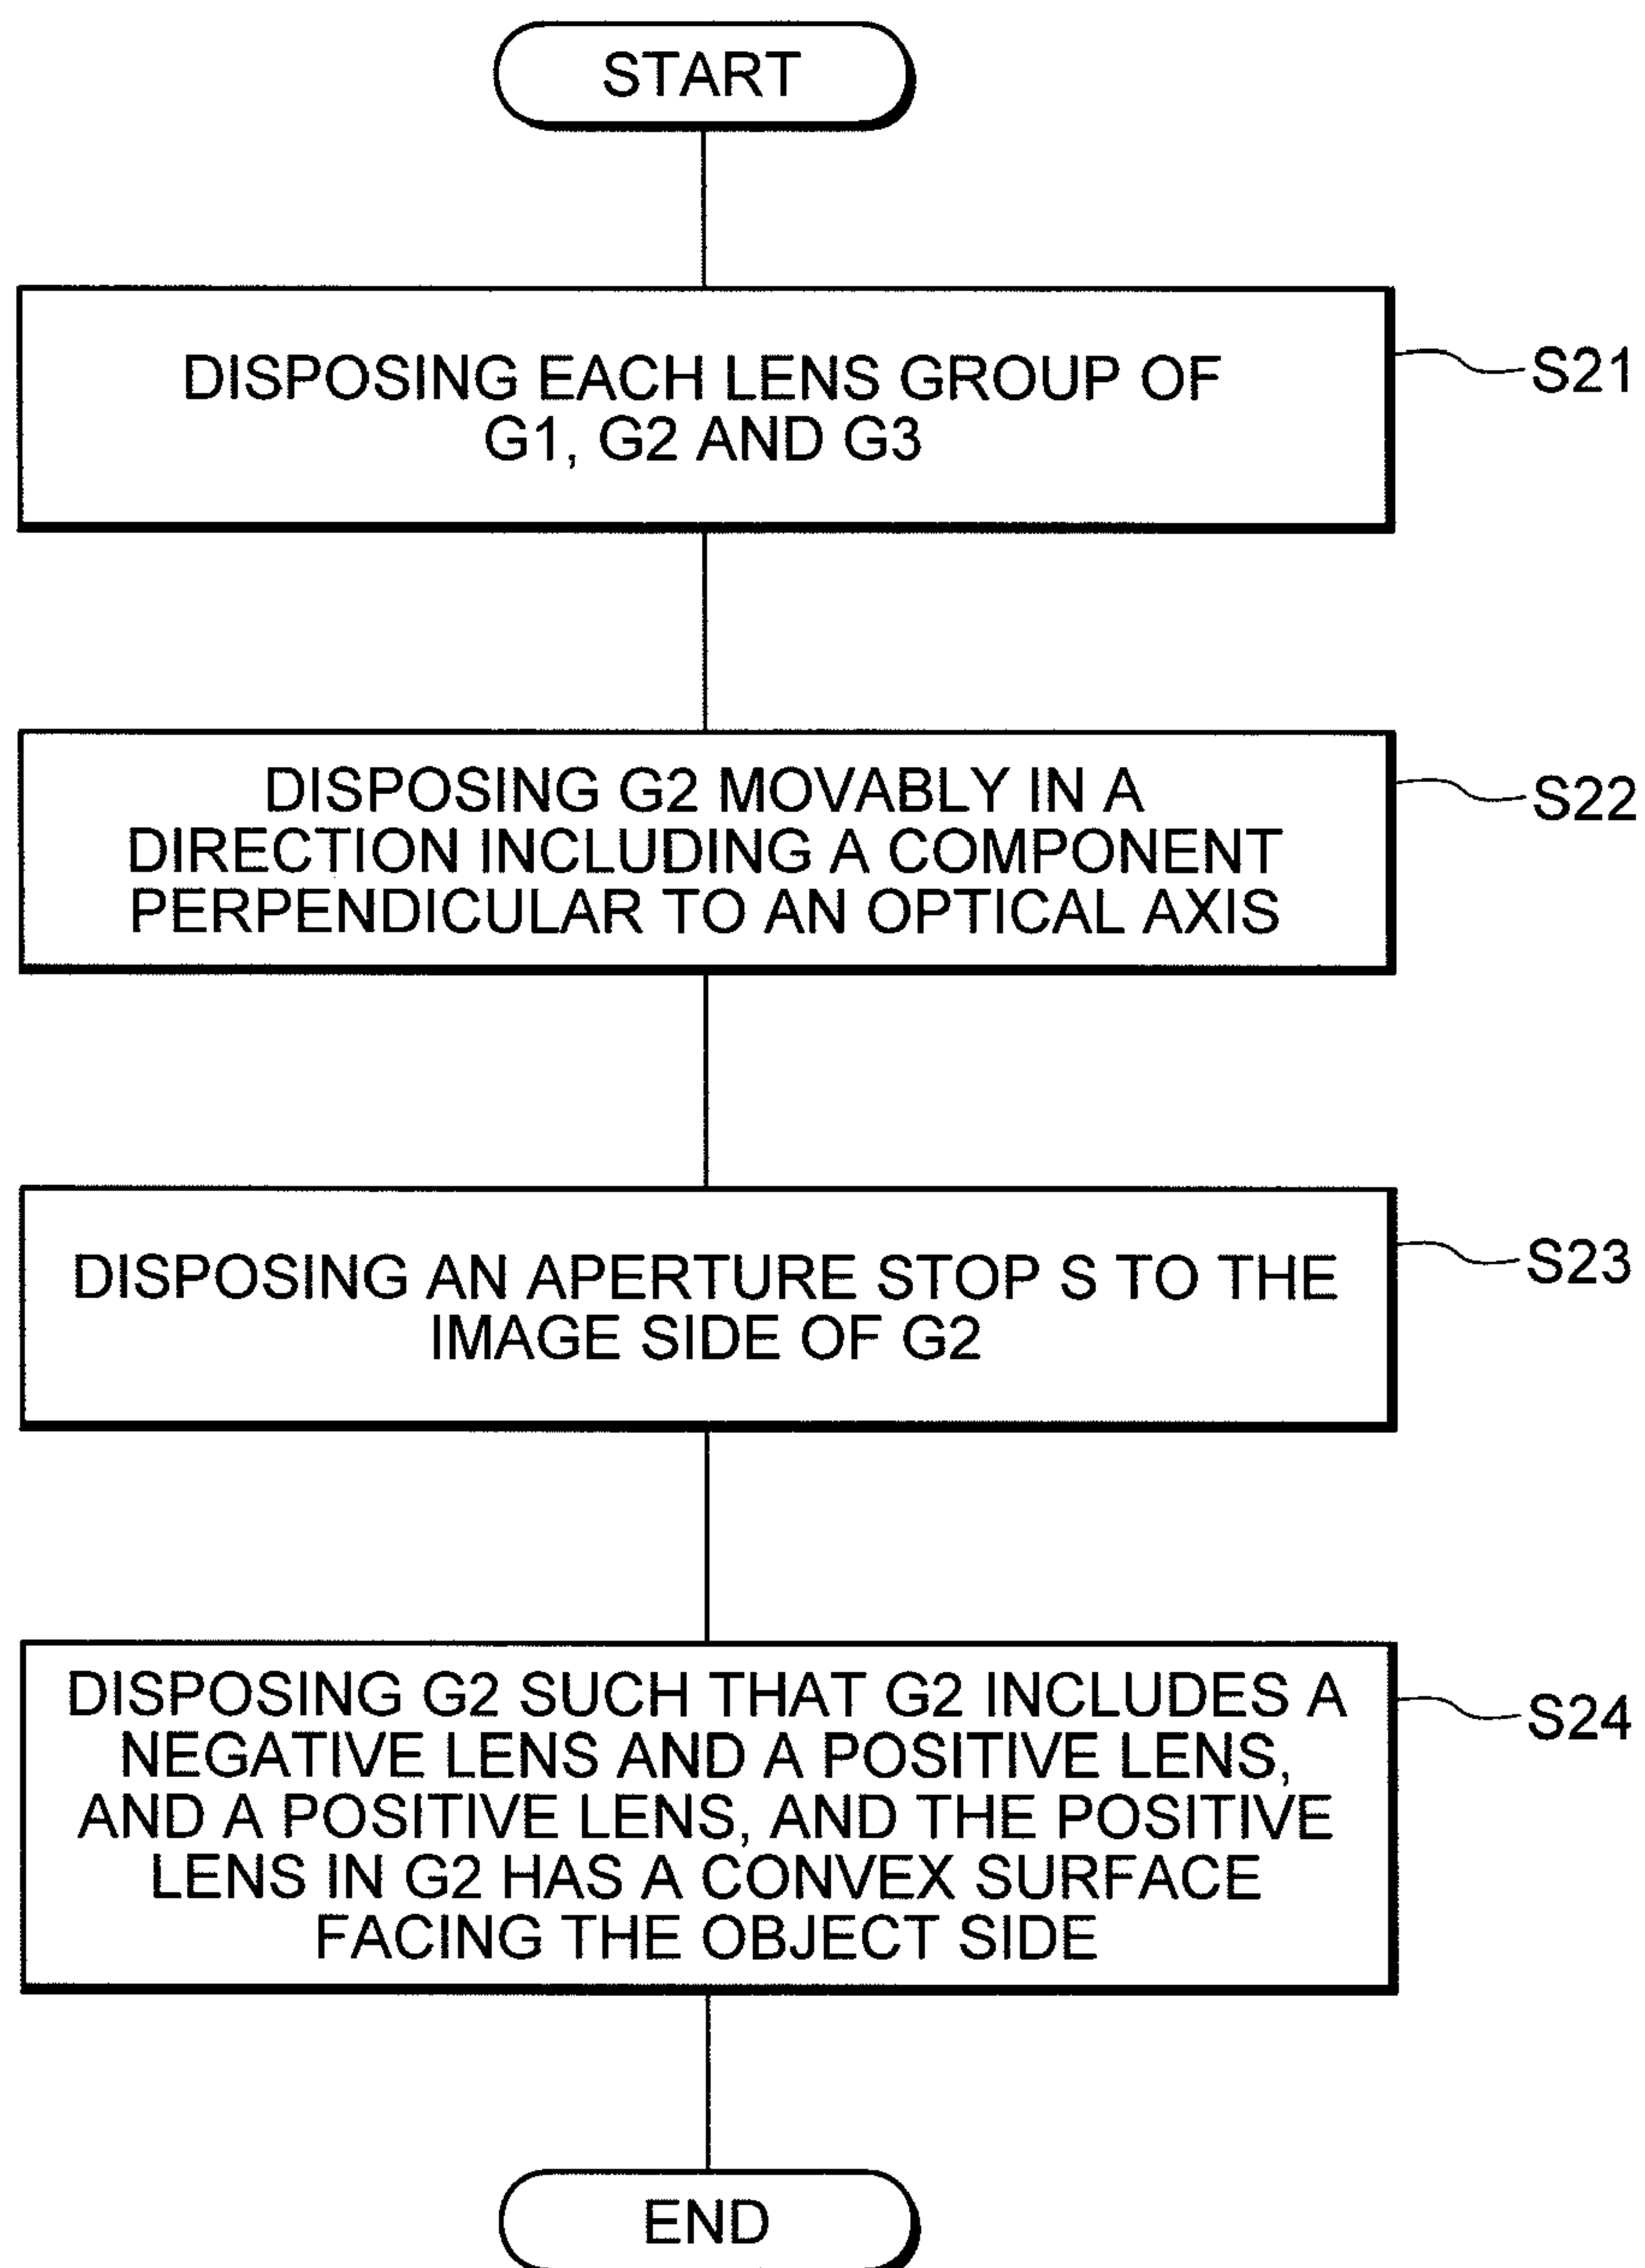 START
DISPOSING EACH LENS GROUP OF
G1, G2 AND G3
S21
DISPOSING G2 MOVABLY IN A
DIRECTION INCLUDING A COMPONENT
PERPENDICULAR TO AN OPTICAL AXIS
S22
DISPOSING AN APERTURE STOP S TO THE
IMAGE SIDE OF G2
S23
DISPOSING G2 SUCH THAT G2 INCLUDES A
NEGATIVE LENS AND A POSITIVE LENS,
AND A POSITIVE LENS, AND THE POSITIVE
LENS IN G2 HAS A CONVEX SURFACE
FACING THE OBJECT SIDE
S24
END